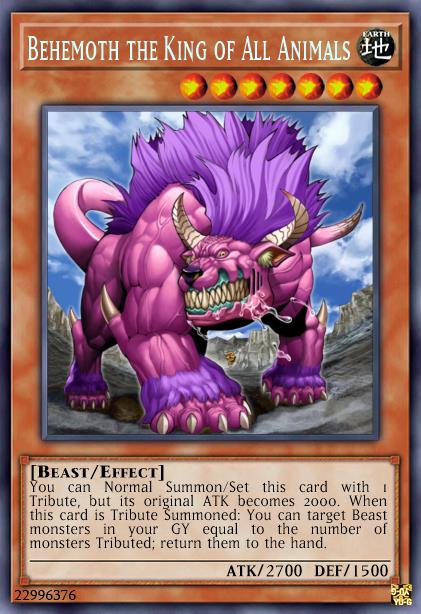 BEHEMOTH THE KING OF ALL ANIMALS
EARTH
地
[BEAST/EFFECT]
You can Normal Summon/Set this card with 1
Tribute, but its original ATK becomes 2000. When
this card is Tribute Summoned: You can target Beast
monsters in your GY equal to the number of
monsters Tributed; return them to the hand.
ATK/2700 DEF/1500
22996376